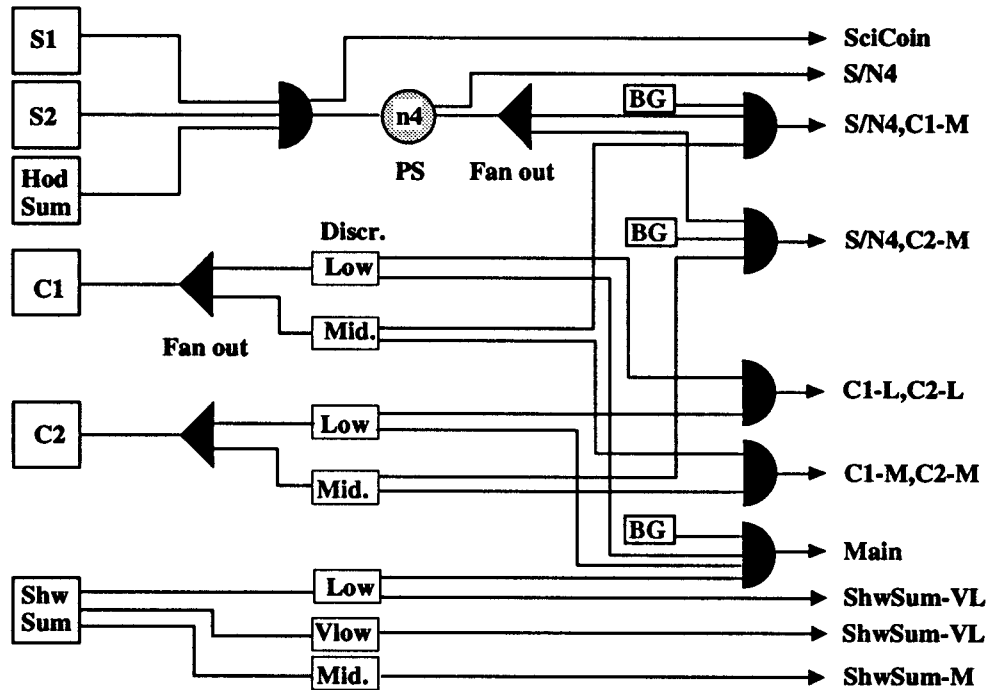 S1
SciCoin
S/N4
BG
S2
n4
S/N4,C1-M
PS
Fan out
Hod
Sum
Discr.
BG
S/N4,C2-M
Low
C1
Mid.
Fan out
C1-L,C2-L
Low
C2
C1-M,C2-M
Mid.
BG
Main
Shw
Sum
Low
ShwSum-VL
Vlow
ShwSum-VL
Mid.
ShwSum-M